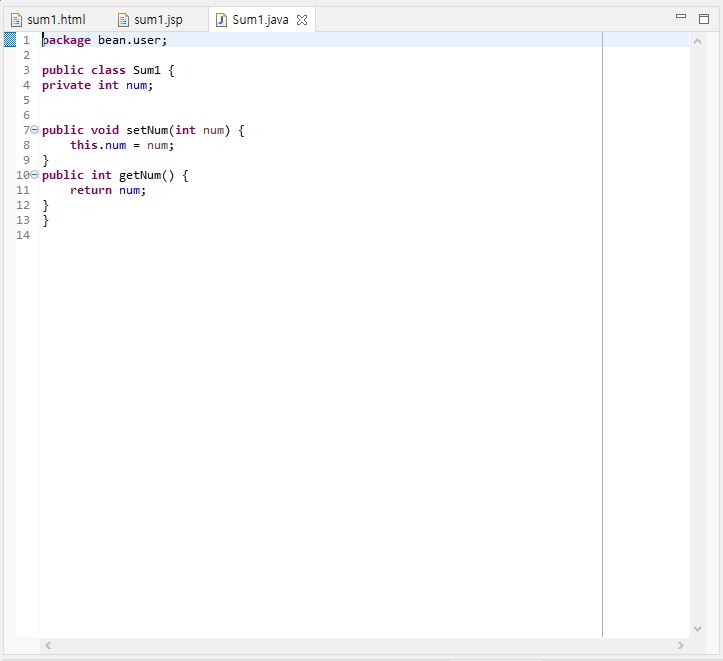 sum1.html sum1.jsp Sum1.java
1 package bean.user;
2
3 public class Sum1 {
4 private int num;
5
6
7 public void setNum(int num) {
8     this.num = num;
9 }
10 public int getNum() {
11     return num;
12 }
13 }
14